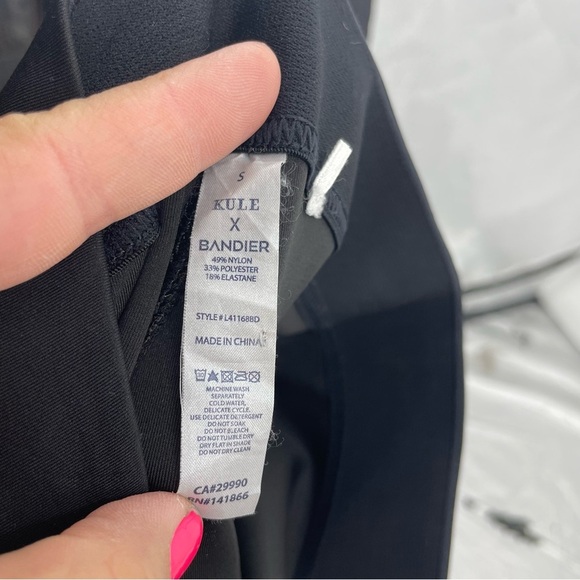 S
KULE
X
BANDIER
49% NYLON
33% POLYESTER
18% ELASTANE
STYLE # L41168BD
MADE IN CHINA
MACHINE WASH
SEPARATELY
COLD WATER,
DELICATE CYCLE.
USE DELICATE DETERGENT
DO NOT SOAK
DO NOT BLEACH
DO NOT TUMBLE DRY
DRY FLAT IN SHADE
DO NOT DRY CLEAN
CA#29990
RN#141866